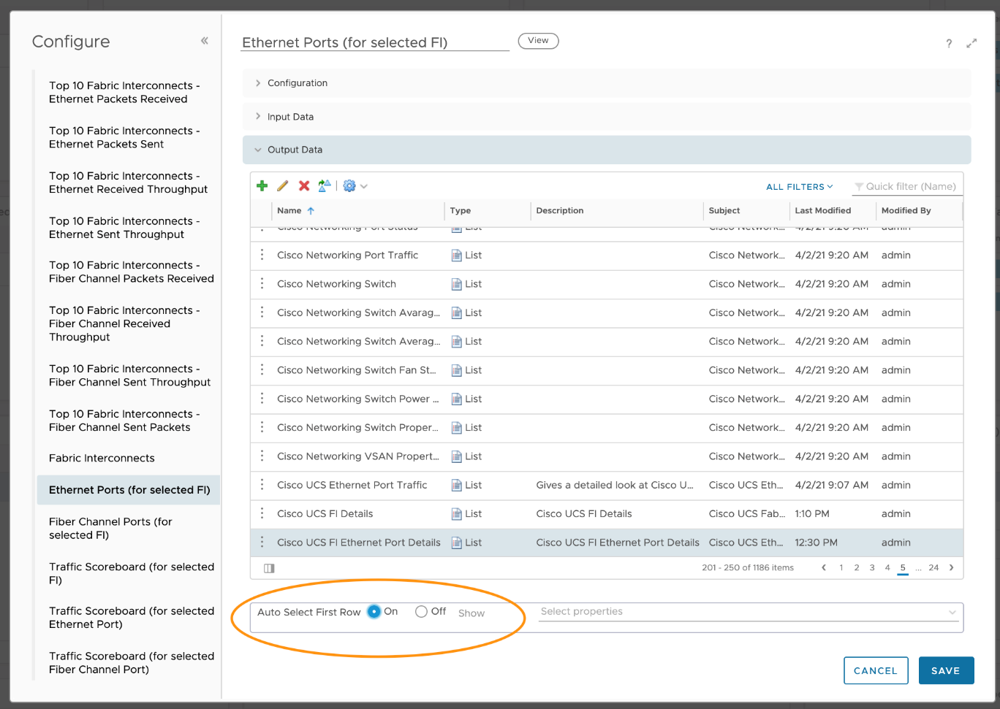 Configure «
Top 10 Fabric Interconnects -
Ethernet Packets Received
Top 10 Fabric Interconnects -
Ethernet Packets Sent
Top 10 Fabric Interconnects -
Ethernet Received Throughput
Top 10 Fabric Interconnects -
Ethernet Sent Throughput
Top 10 Fabric Interconnects -
Fiber Channel Packets Received
Top 10 Fabric Interconnects -
Fiber Channel Received
Throughput
Top 10 Fabric Interconnects -
Fiber Channel Sent Throughput
Top 10 Fabric Interconnects -
Fiber Channel Sent Packets
Fabric Interconnects
Ethernet Ports (for selected FI)
Fiber Channel Ports (for
selected FI)
Traffic Scoreboard (for selected
FI)
Traffic Scoreboard (for selected
Ethernet Port)
Traffic Scoreboard (for selected
Fiber Channel Port)
Ethernet Ports (for selected FI) View ?
Configuration
Input Data
Output Data
ALL FILTERS Quick filter (Name)
Name Type Description Subject Last Modified Modified By
Cisco Networking Port Status List Cisco Network... 4/2/21 9:20 AM admin
Cisco Networking Port Traffic List Cisco Network... 4/2/21 9:20 AM admin
Cisco Networking Switch List Cisco Network... 4/2/21 9:20 AM admin
Cisco Networking Switch Avarag... List Cisco Network... 4/2/21 9:20 AM admin
Cisco Networking Switch Averag... List Cisco Network... 4/2/21 9:20 AM admin
Cisco Networking Switch Fan St... List Cisco Network... 4/2/21 9:20 AM admin
Cisco Networking Switch Power ... List Cisco Network... 4/2/21 9:20 AM admin
Cisco Networking Switch Proper... List Cisco Network... 4/2/21 9:20 AM admin
Cisco Networking VSAN Propert... List Cisco Network... 4/2/21 9:20 AM admin
Cisco UCS Ethernet Port Traffic List Gives a detailed look at Cisco U... Cisco UCS Eth... 4/2/21 9:07 AM admin
Cisco UCS FI Details List Cisco UCS FI Details Cisco UCS Fab... 1:10 PM admin
Cisco UCS FI Ethernet Port Details List Cisco UCS FI Ethernet Port Details Cisco UCS Eth... 12:30 PM admin
201 - 250 of 1186 items 1 2 3 4 5 ... 24
Auto Select First Row On Off Show Select properties
CANCEL SAVE